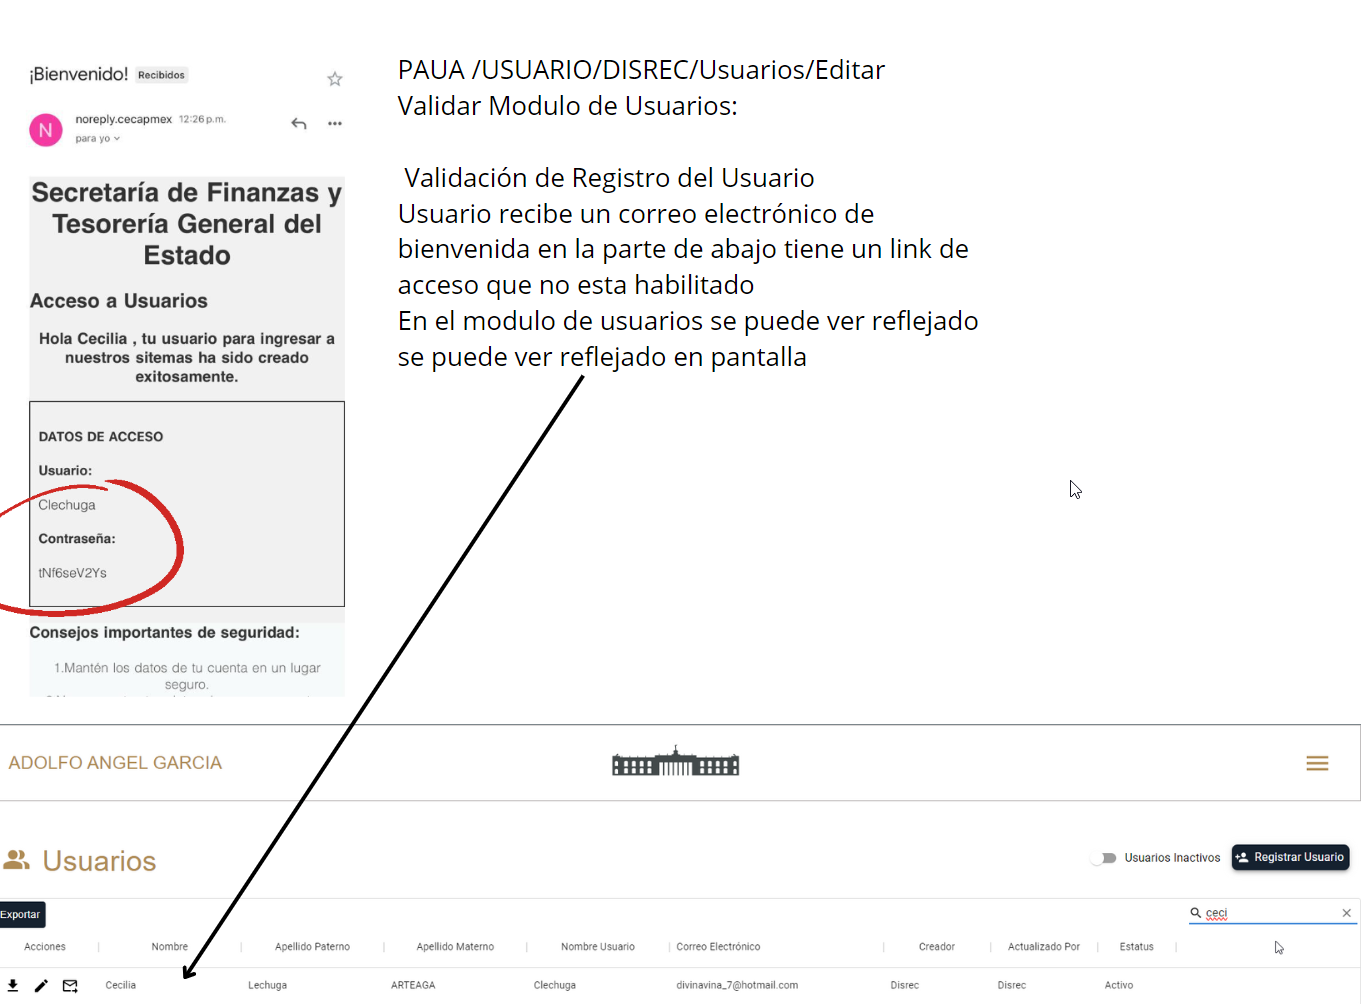 ¡Bienvenido! Recibidos
noreply.cecapmex 12:26 p.m.
para yo
N
Secretaría de Finanzas y
Tesorería General del
Estado
Acceso a Usuarios
Hola Cecilia , tu usuario para ingresar a
nuestros sitemas ha sido creado
exitosamente.
DATOS DE ACCESO
Usuario:
Clechuga
Contraseña:
tNf6seV2Ys
Consejos importantes de seguridad:
1.Mantén los datos de tu cuenta en un lugar
seguro.
PAUA /USUARIO/DISREC/Usuarios/Editar
Validar Modulo de Usuarios:
Validación de Registro del Usuario
Usuario recibe un correo electrónico de
bienvenida en la parte de abajo tiene un link de
acceso que no esta habilitado
En el modulo de usuarios se puede ver reflejado
se puede ver reflejado en pantalla
ADOLFO ANGEL GARCIA
Usuarios
Usuarios Inactivos
Registrar Usuario
Exportar
ceci
Acciones Nombre Apellido Paterno Apellido Materno Nombre Usuario Correo Electrónico Creador Actualizado Por Estatus
Cecilia Lechuga ARTEAGA Clechuga divinavina_7@hotmail.com Disrec Disrec Activo